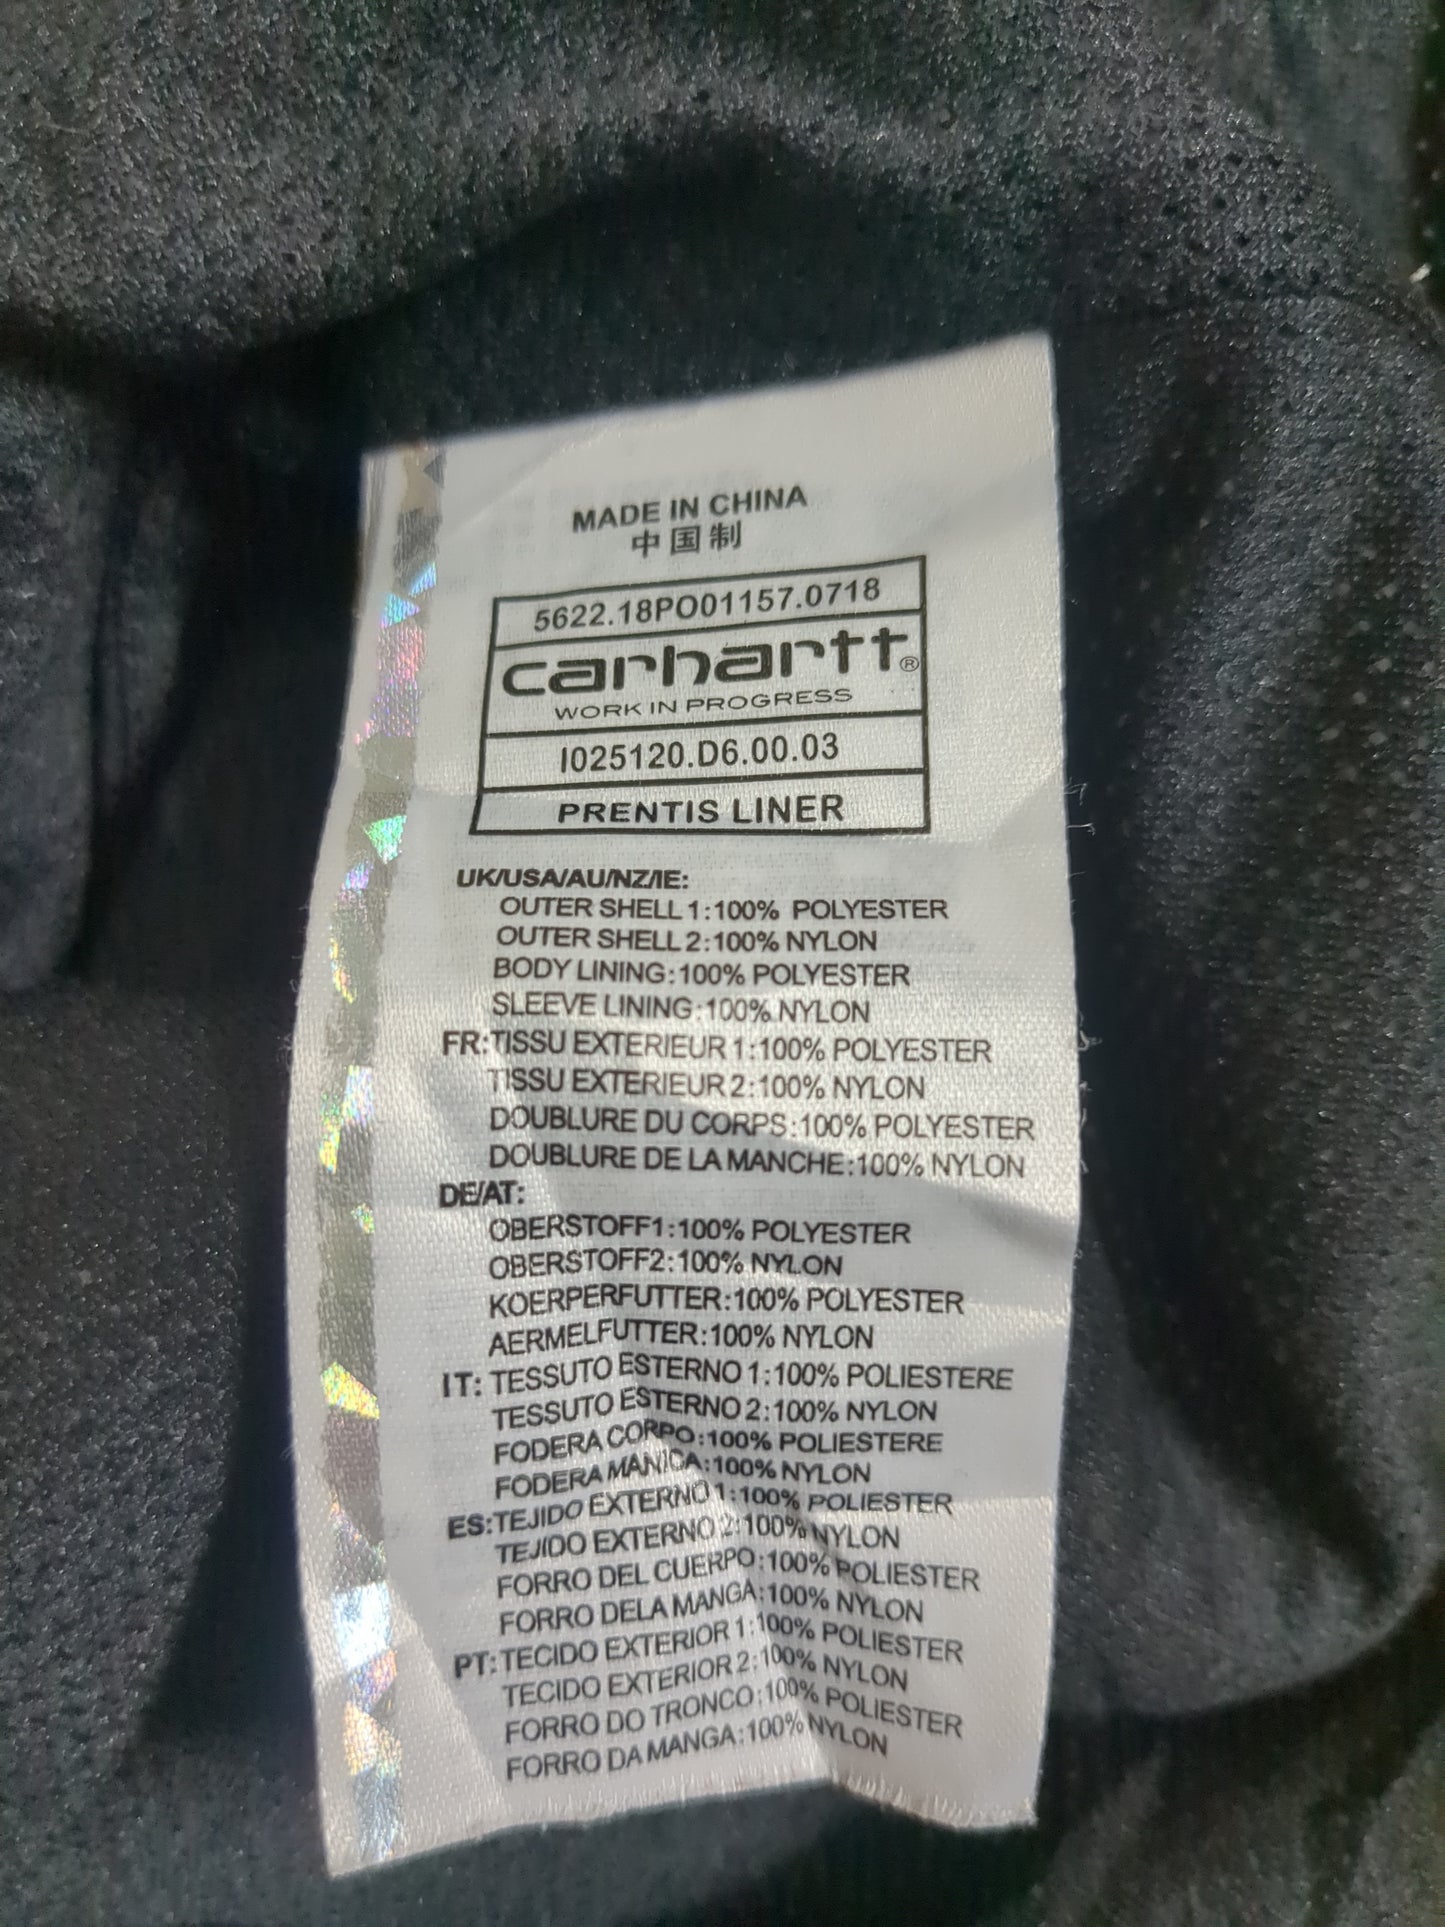 MADE IN CHINA
中国制
5622.18PO01157.0718
carhartt®
WORK IN PROGRESS
I025120.D6.00.03
PRENTIS LINER
UK/USA/AU/NZ/IE:
OUTER SHELL 1:100% POLYESTER
OUTER SHELL 2:100% NYLON
BODY LINING:100% POLYESTER
SLEEVE LINING:100% NYLON
FR:TISSU EXTERIEUR 1:100% POLYESTER
TISSU EXTERIEUR 2:100% NYLON
DOUBLURE DU CORPS:100% POLYESTER
DOUBLURE DE LA MANCHE:100% NYLON
DE/AT:
OBERSTOFF1:100% POLYESTER
OBERSTOFF2:100% NYLON
KOERPERFUTTER:100% POLYESTER
AERMELFUTTER:100% NYLON
IT: TESSUTO ESTERNO 1:100% POLIESTERE
TESSUTO ESTERNO 2:100% NYLON
FODERA CORPO:100% POLIESTERE
FODERA MANICA:100% NYLON
ES:TEJIDO EXTERNO 1:100% POLIESTER
TEJIDO EXTERNO 2:100% NYLON
FORRO DEL CUERPO:100% POLIESTER
FORRO DELA MANGA:100% NYLON
PT:TECIDO EXTERIOR 1:100% POLIESTER
TECIDO EXTERIOR 2:100% NYLON
FORRO DO TRONCO:100% POLIESTER
FORRO DA MANGA:100% NYLON